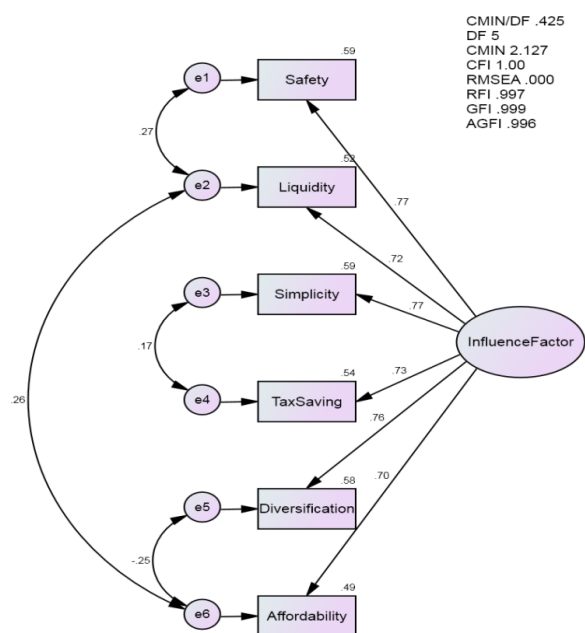 CMIN/DF .425
DF 5
CMIN 2.127
CFI 1.00
RMSEA .000
RFI .997
GFI .999
AGFI .996
.59
e1
Safety
.27
.52
e2
Liquidity
.77
.72
.59
e3
Simplicity
.77
InfluenceFactor
.17
.73
.54
e4
TaxSaving
.26
.76
.70
.58
e5
Diversification
-.25
.49
e6
Affordability